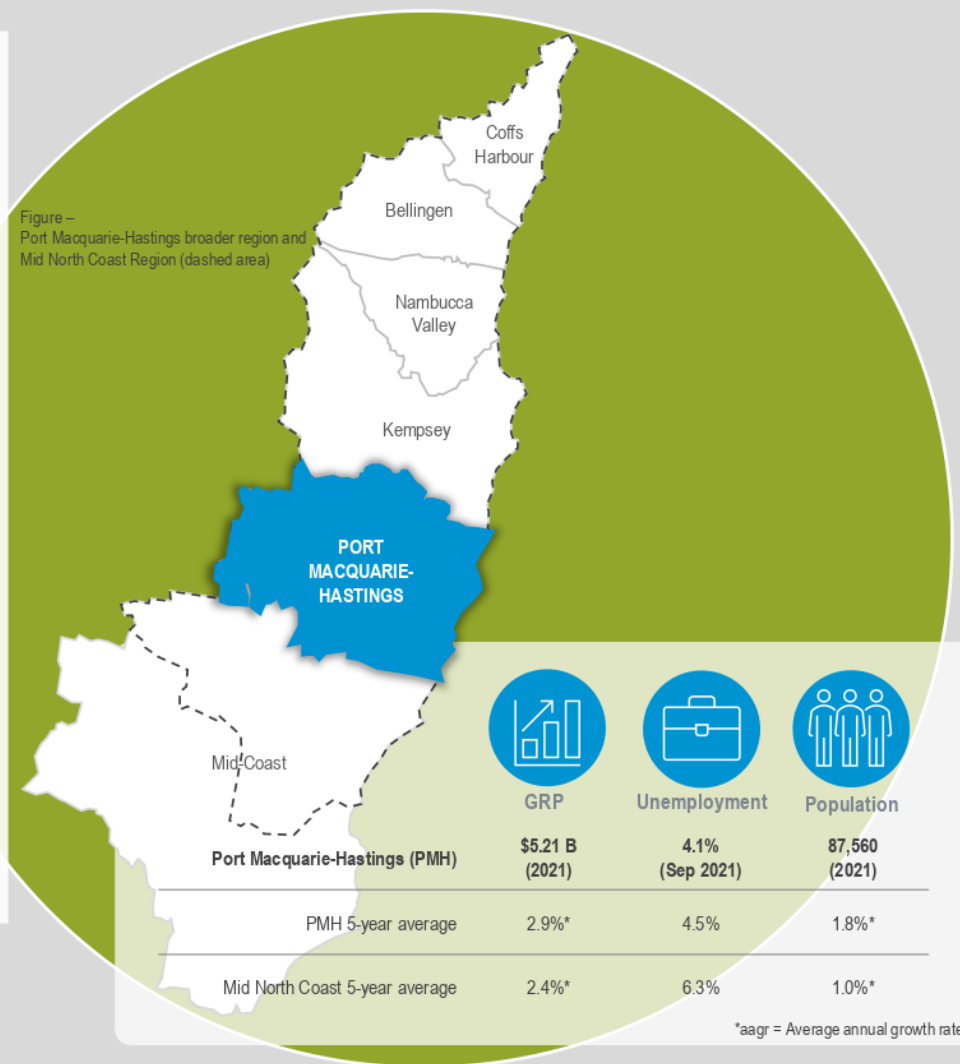 Figure –
Port Macquarie-Hastings broader region and
Mid North Coast Region (dashed area)
Coffs
Harbour
Bellingen
Nambucca
Valley
Kempsey
PORT
MACQUARIE-
HASTINGS
Mid-Coast
GRP Unemployment Population
Port Macquarie-Hastings (PMH) $5.21 B 4.1% 87,560
(2021) (Sep 2021) (2021)
PMH 5-year average 2.9%* 4.5% 1.8%*
Mid North Coast 5-year average 2.4%* 6.3% 1.0%*
*aagr = Average annual growth rate